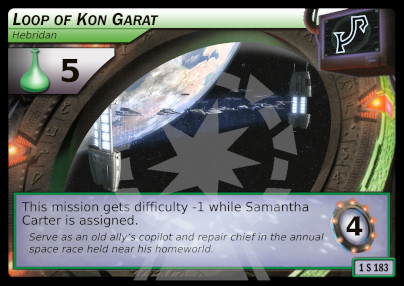 LOOP OF KON GARAT
Hebridan
5
This mission gets difficulty -1 while Samantha
Carter is assigned.
Serve as an old ally's copilot and repair chief in the annual
space race held near his homeworld.
4
1 S 183